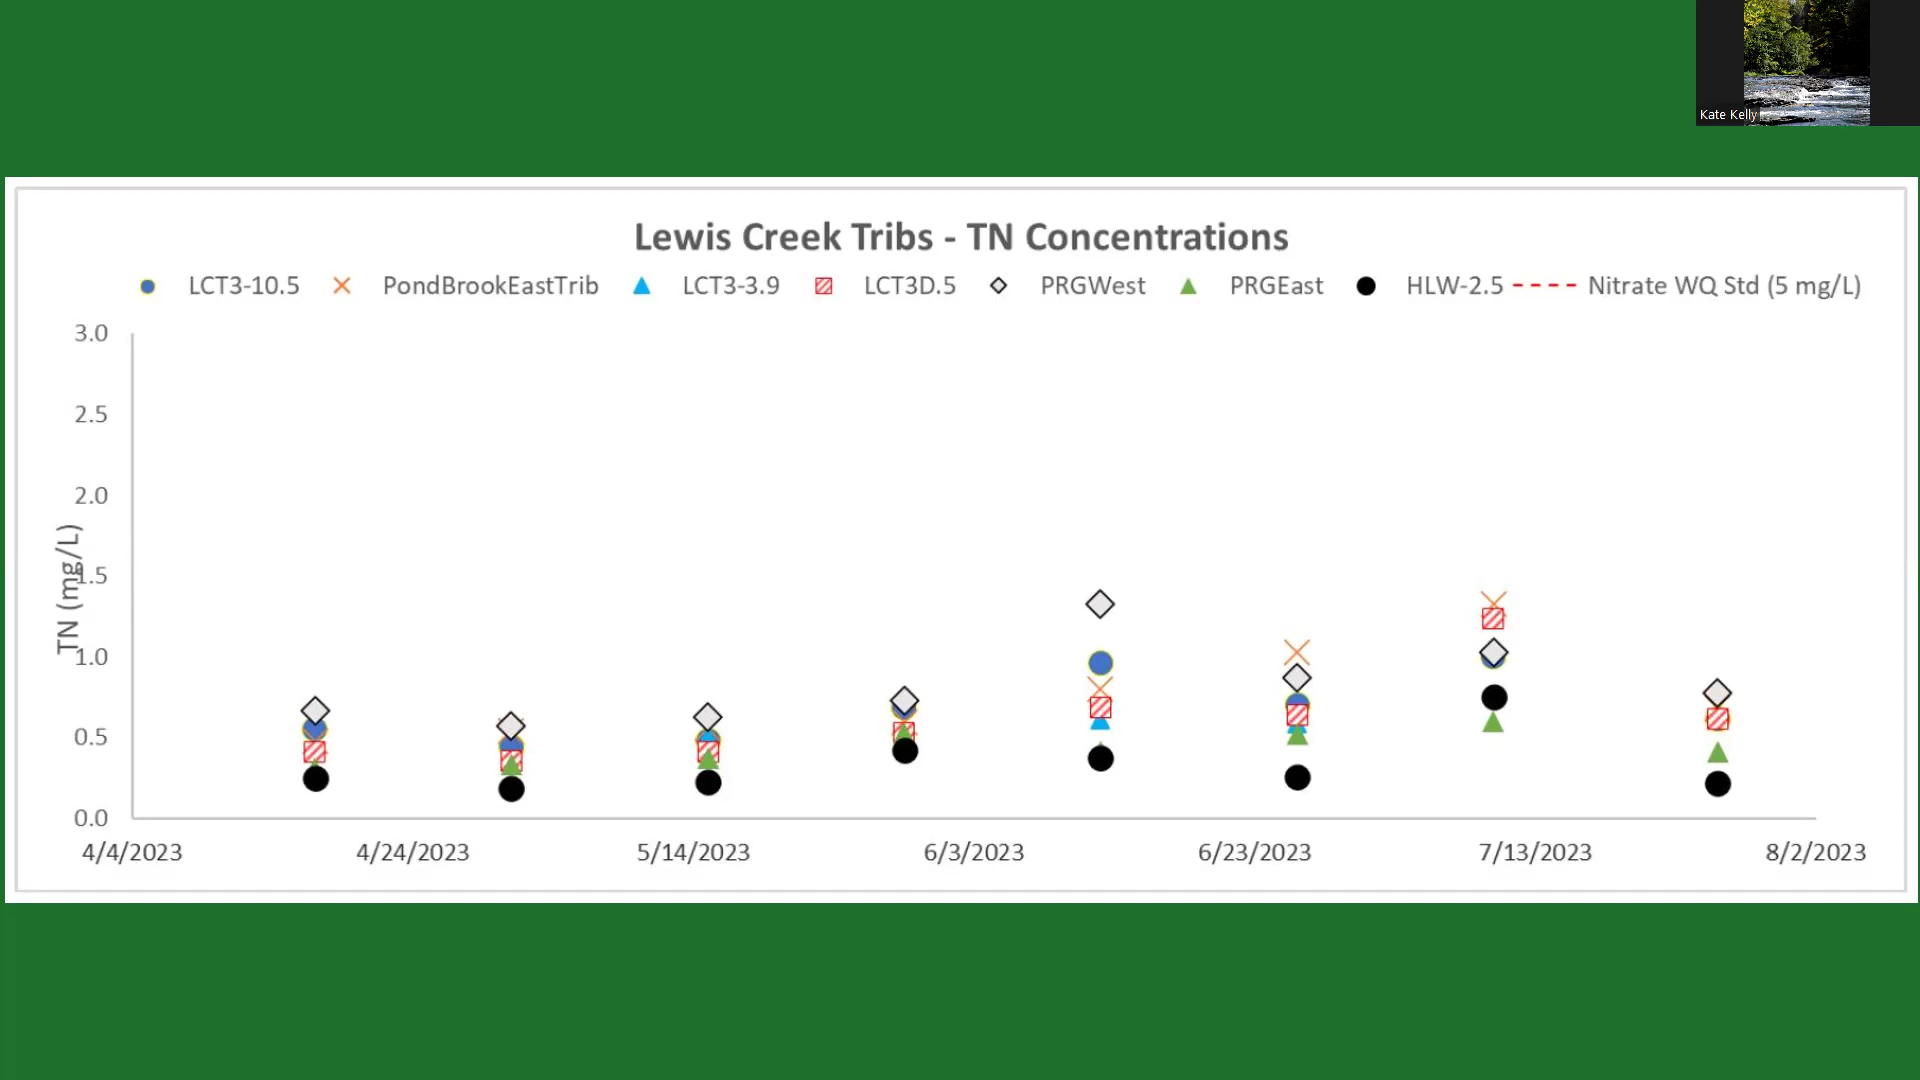 Kate Kelly
Lewis Creek Tribs - TN Concentrations
LCT3-10.5 PondBrookEastTrib LCT3-3.9 LCT3D.5 PRGWest PRGEast HLW-2.5 Nitrate WQ Std (5 mg/L)
3.0
2.5
2.0
1.5
1.0
0.5
0.0
TN (mg/L)
4/4/2023 4/24/2023 5/14/2023 6/3/2023 6/23/2023 7/13/2023 8/2/2023